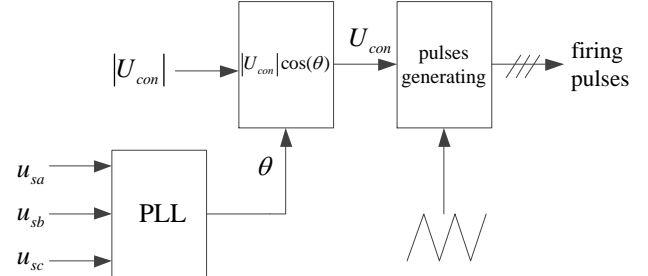 |U_con|
|U_con| cos(θ)
U_con
pulses
generating
firing
pulses
θ
u_sa
u_sb
u_sc
PLL